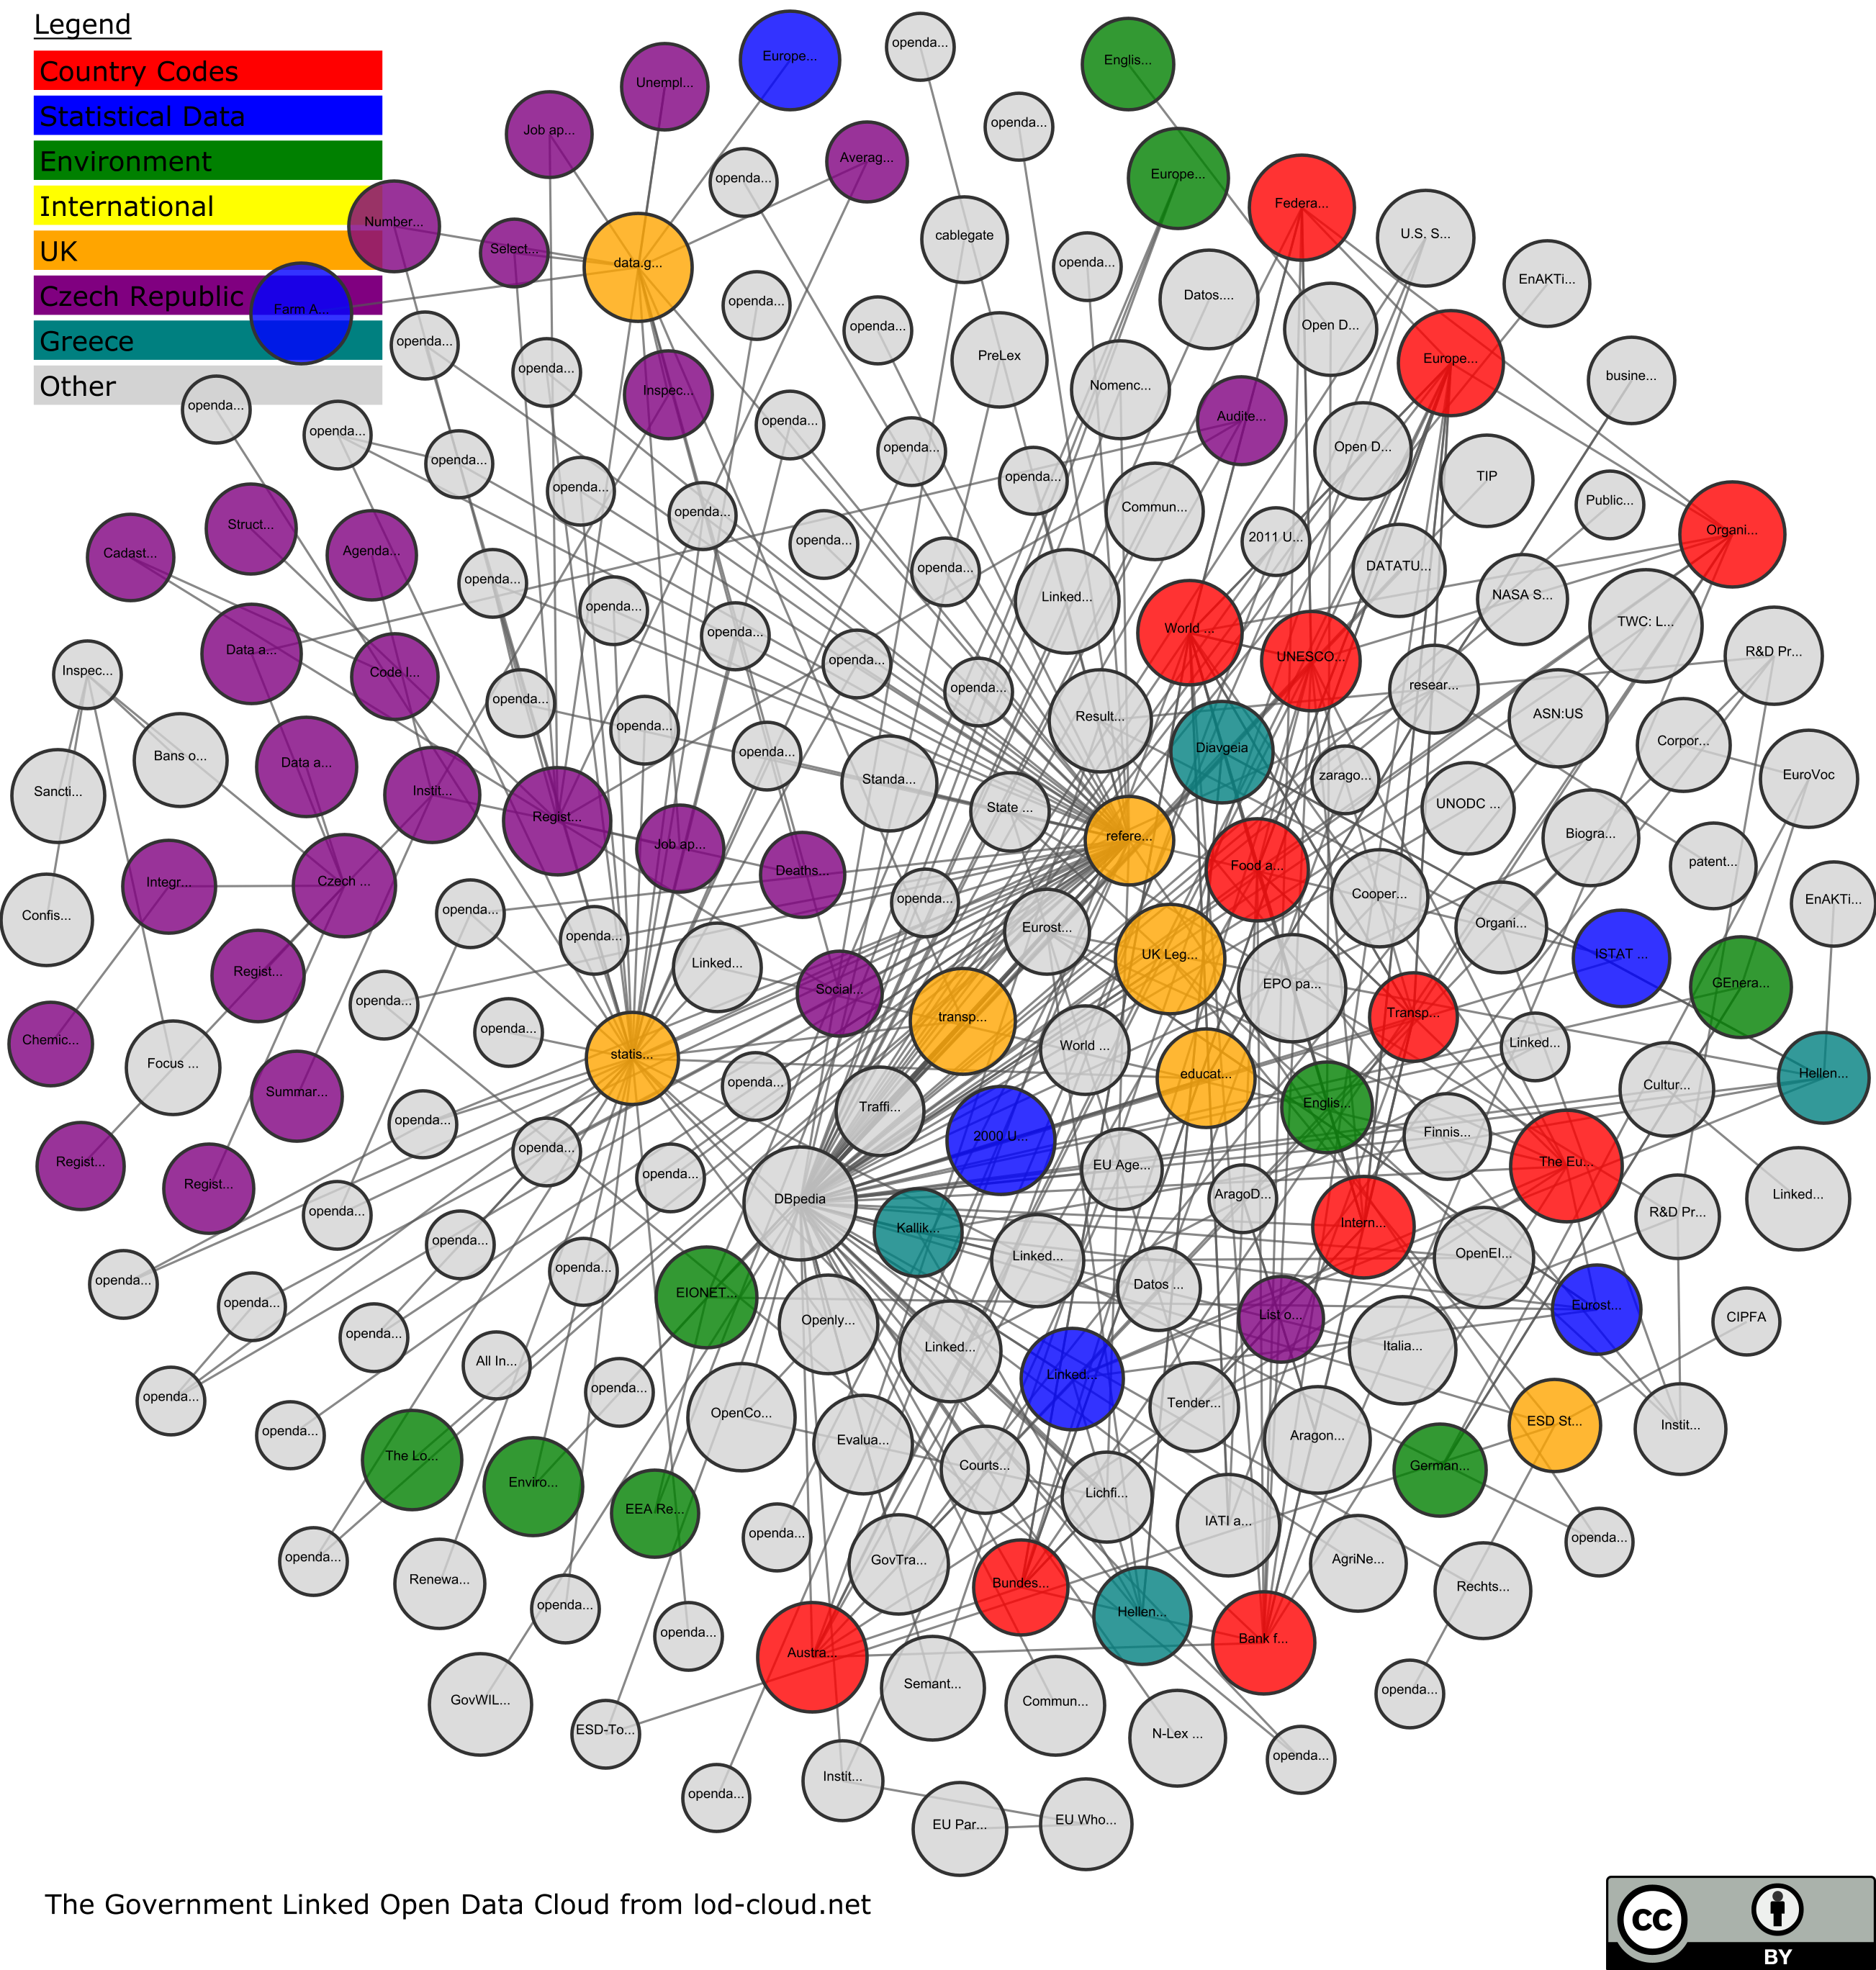 Legend
Country Codes
Statistical Data
Environment
International
UK
Czech Republic
Greece
Other
Europe...
openda...
Englis...
Unempl...
Job ap...
openda...
Averag...
openda...
Europe...
Federa...
Number...
Select...
data.g...
cablegate
U.S. S...
openda...
EnAKTi...
Datos....
Farm A...
openda...
openda...
Open D...
openda...
PreLex
Europe...
openda...
Nomenc...
busine...
Inspec...
openda...
openda...
Audite...
openda...
openda...
openda...
Open D...
openda...
TIP
openda...
Public...
Commun...
openda...
Struct...
Organi...
2011 U...
openda...
Cadast...
Agenda...
DATATU...
openda...
openda...
NASA S...
Linked...
openda...
TWC: L...
World ...
openda...
Data a...
R&D Pr...
UNESCO...
openda...
Inspec...
Code l...
resear...
openda...
openda...
Result...
ASN:US
openda...
Corpor...
Diavgeia
Bans o...
openda...
Data a...
zarago...
EuroVoc
Standa...
Sancti...
Instit...
UNODC ...
State ...
Regist...
refere...
Biogra...
Job ap...
patent...
Food a...
Deaths...
Integr...
Czech ...
Cooper...
openda...
EnAKTi...
openda...
Confis...
Organi...
Eurost...
openda...
UK Leg...
ISTAT ...
Linked...
Regist...
GEnera...
EPO pa...
Social...
openda...
Transp...
transp...
openda...
Chemic...
World ...
Linked...
statis...
Focus ...
educat...
Hellen...
openda...
Cultur...
Summar...
Englis...
Traffi...
openda...
Finnis...
2000 U...
openda...
Regist...
The Eu...
EU Age...
openda...
Regist...
DBpedia
AragoD...
Linked...
openda...
R&D Pr...
Intern...
Kallik...
openda...
OpenEI...
Linked...
openda...
openda...
Datos ...
EIONET...
openda...
Eurost...
List o...
CIPFA
Openly...
openda...
Linked...
Italia...
All In...
Linked...
openda...
openda...
Tender...
OpenCo...
ESD St...
Instit...
openda...
Aragon...
Evalua...
The Lo...
Courts...
German...
Enviro...
Lichfi...
EEA Re...
IATI a...
openda...
openda...
openda...
GovTra...
AgriNe...
Renewa...
Bundes...
Rechts...
openda...
Hellen...
openda...
Bank f...
Austra...
Semant...
openda...
GovWIL...
Commun...
ESD-To...
N-Lex ...
openda...
Instit...
openda...
EU Par...
EU Who...
The Government Linked Open Data Cloud from lod-cloud.net
CC
BY